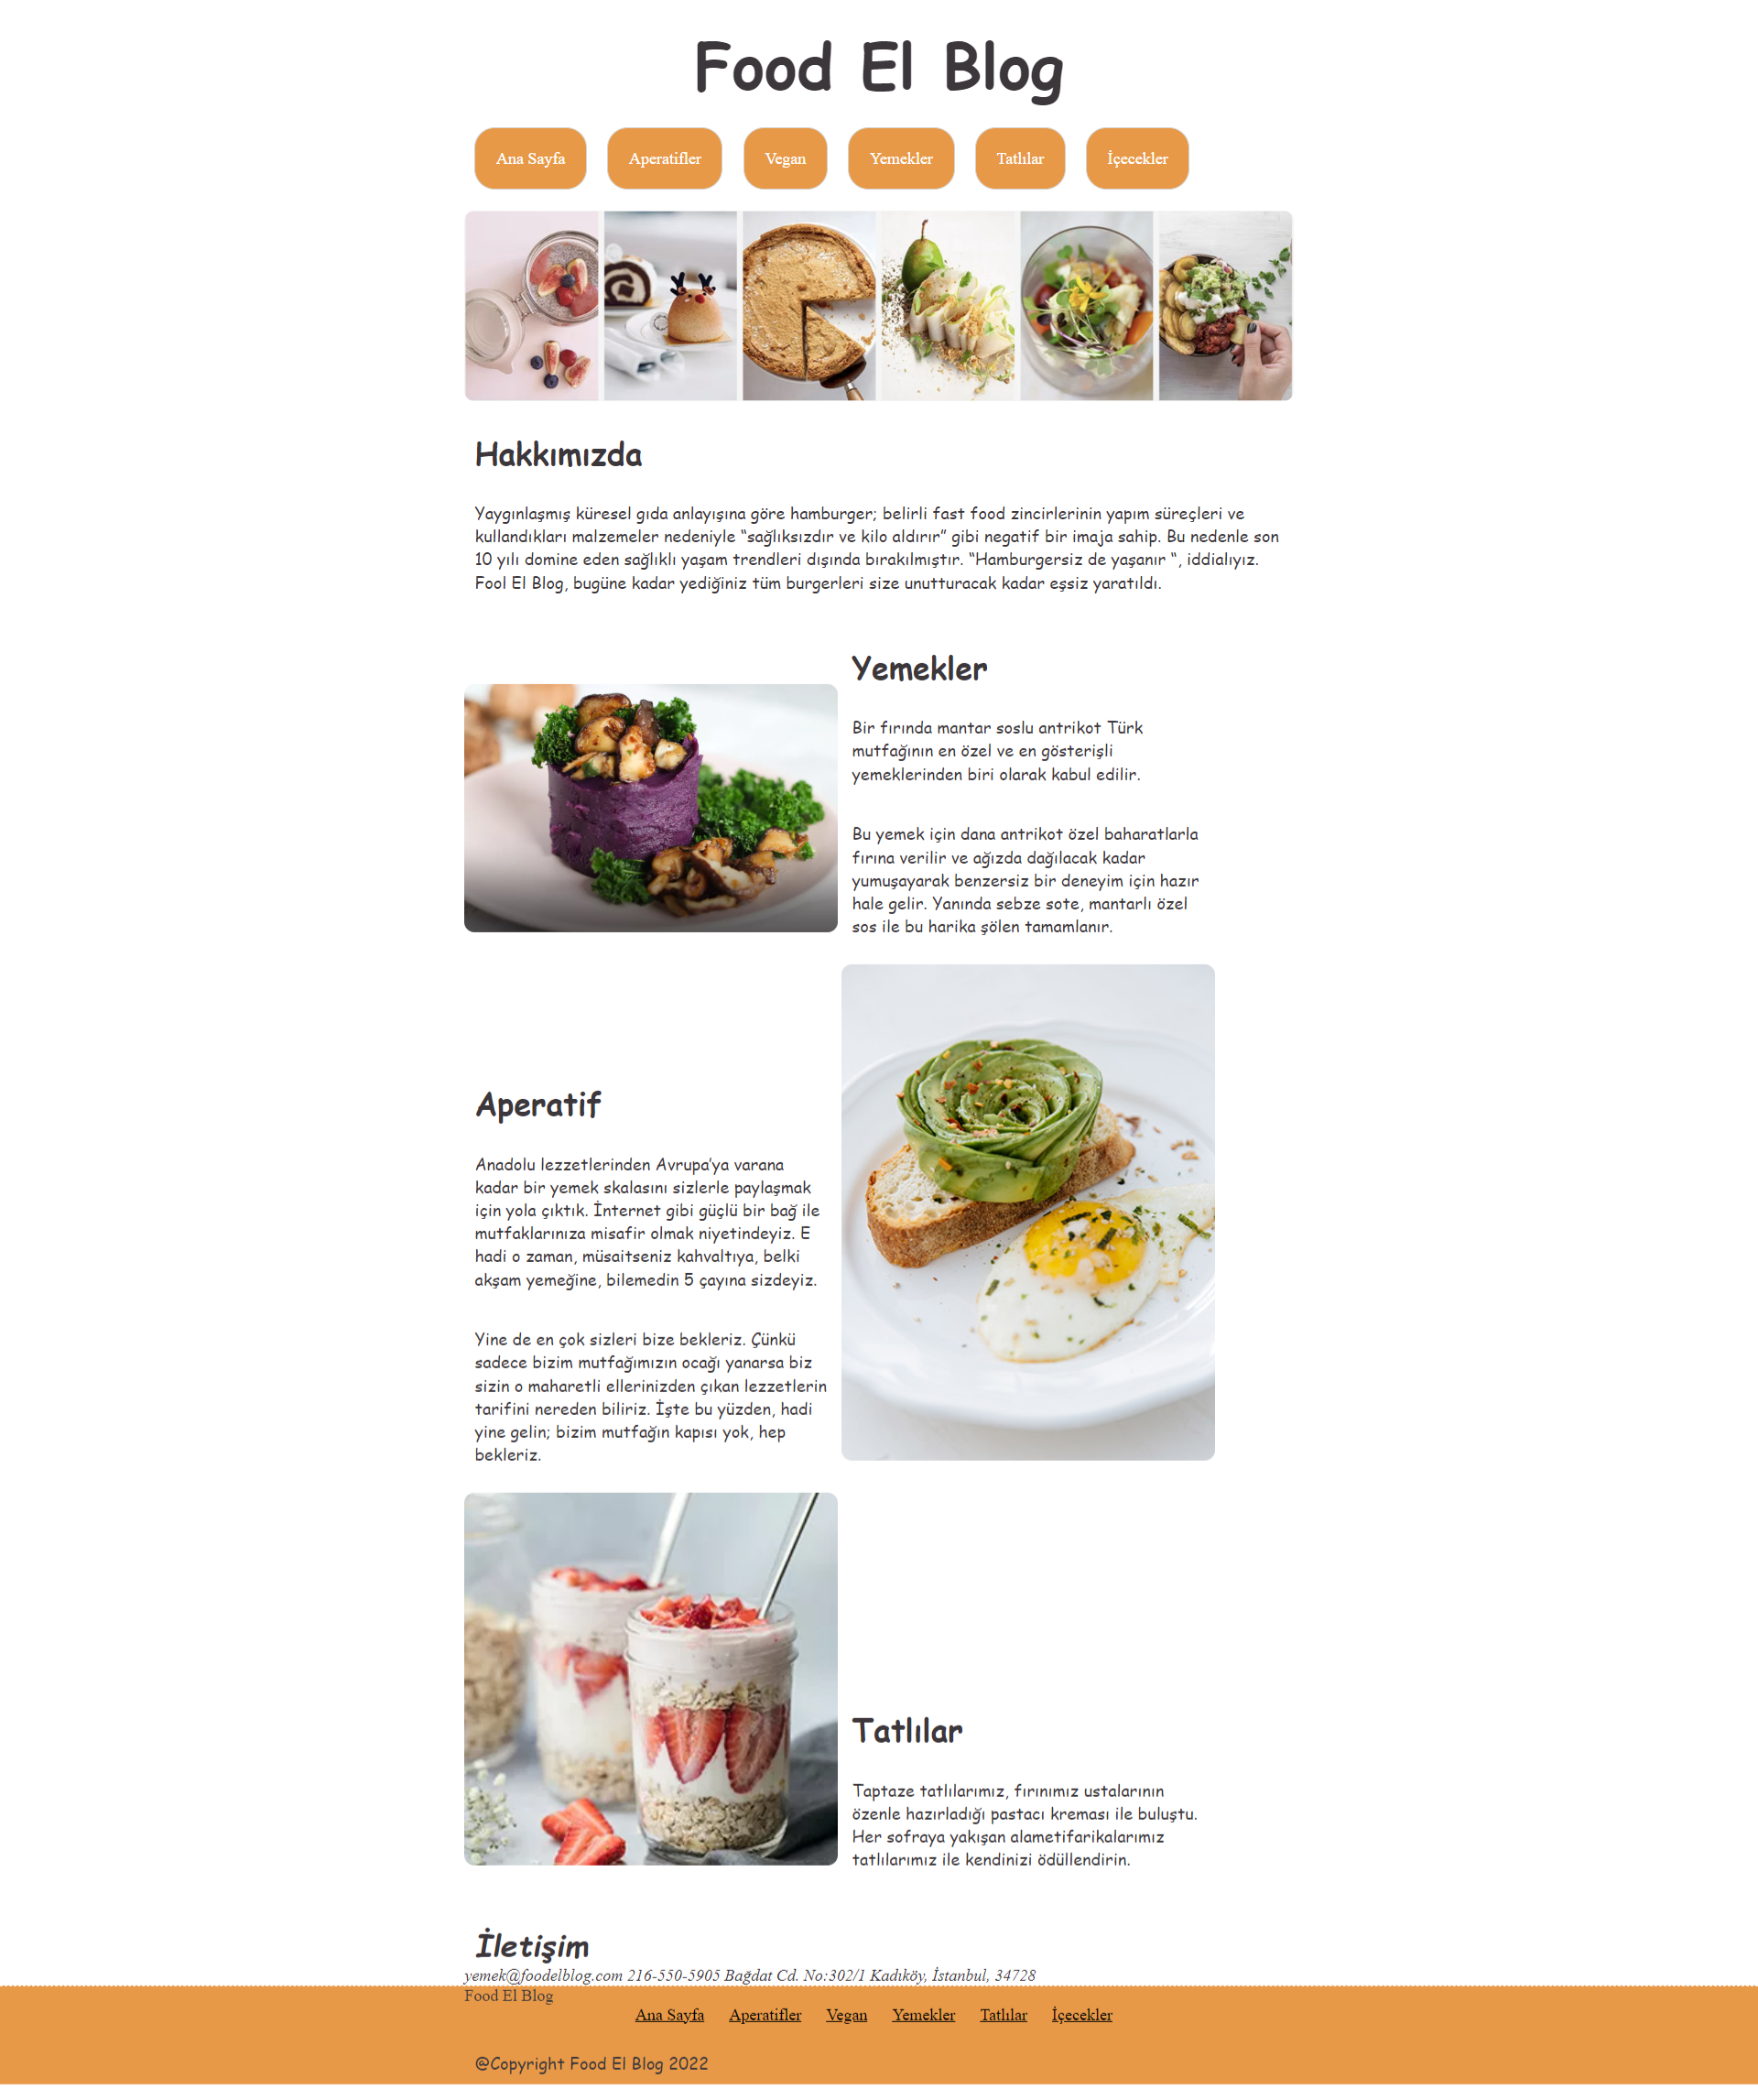 Food El Blog
Ana Sayfa
Aperatifler
Vegan
Yemekler
Tatlılar
İçecekler
Hakkımızda
Yaygınlaşmış küresel gıda anlayışına göre hamburger; belirli fast food zincirlerinin yapım süreçleri ve
kullandıkları malzemeler nedeniyle “sağlıksızdır ve kilo aldırır” gibi negatif bir imaja sahip. Bu nedenle son
10 yılı domine eden sağlıklı yaşam trendleri dışında bırakılmıştır. “Hamburgersiz de yaşanır “, iddialıyız.
Fool El Blog, bugüne kadar yediğiniz tüm burgerleri size unutturacak kadar eşsiz yaratıldı.
Yemekler
Bir fırında mantar soslu antrikot Türk
mutfağının en özel ve en gösterişli
yemeklerinden biri olarak kabul edilir.
Bu yemek için dana antrikot özel baharatlarla
fırına verilir ve ağızda dağılacak kadar
yumuşayarak benzersiz bir deneyim için hazır
hale gelir. Yanında sebze sote, mantarlı özel
sos ile bu harika şölen tamamlanır.
Aperatif
Anadolu lezzetlerinden Avrupa’ya varana
kadar bir yemek skalasını sizlerle paylaşmak
için yola çıktık. İnternet gibi güçlü bir bağ ile
mutfaklarınıza misafir olmak niyetindeyiz. E
hadi o zaman, müsaitseniz kahvaltıya, belki
akşam yemeğine, bilemedin 5 çayına sizdeyiz.
Yine de en çok sizleri bize bekleriz. Çünkü
sadece bizim mutfağımızın ocağı yanarsa biz
sizin o maharetli ellerinizden çıkan lezzetlerin
tarifini nereden biliriz. İşte bu yüzden, hadi
yine gelin; bizim mutfağın kapısı yok, hep
bekleriz.
Tatlılar
Taptaze tatlılarımız, fırınımız ustalarının
özenle hazırladığı pastacı kreması ile buluştu.
Her sofraya yakışan alametifarikalarımız
tatlılarımız ile kendinizi ödüllendirin.
İletişim
yemek@foodelblog.com 216-550-5905 Bağdat Cd. No:302/1 Kadıköy, İstanbul, 34728
Food El Blog
Ana Sayfa Aperatifler Vegan Yemekler Tatlılar İçecekler
@Copyright Food El Blog 2022